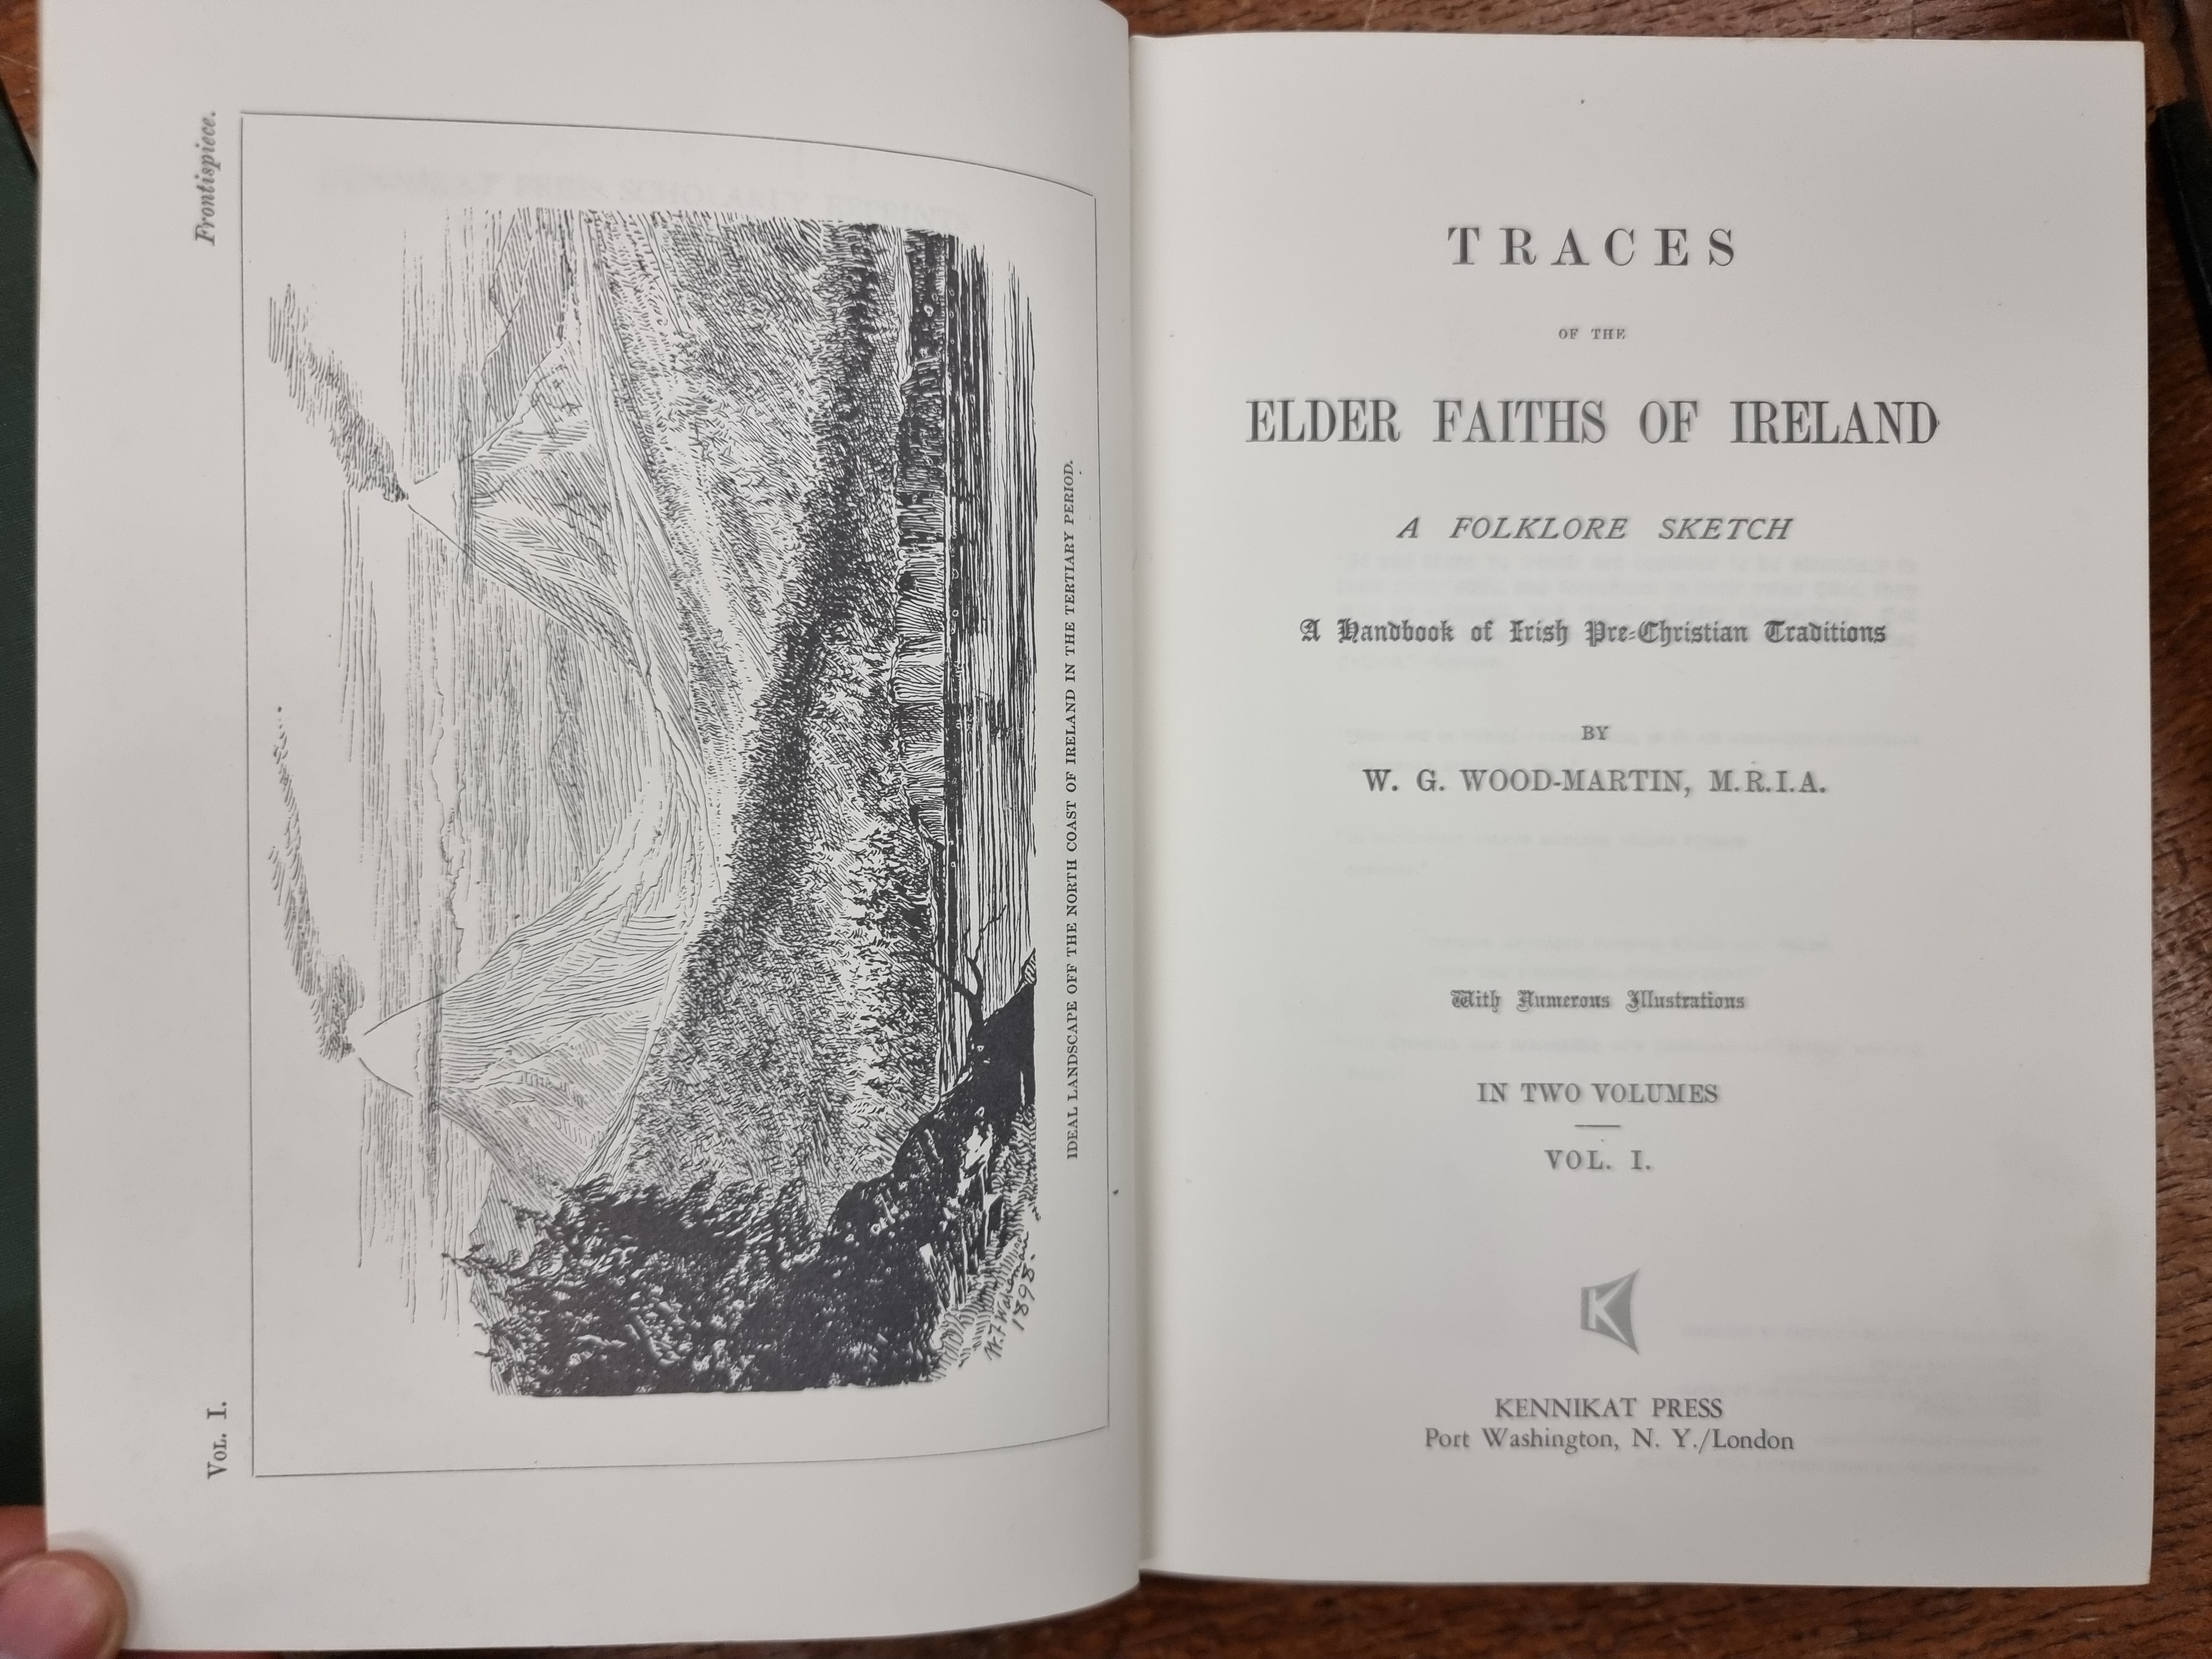 Vol. I.
Frontispiece.
W. F. Wakeman
1898.
IDEAL LANDSCAPE OFF THE NORTH COAST OF IRELAND IN THE TERTIARY PERIOD.
TRACES
OF THE
ELDER FAITHS OF IRELAND
A FOLKLORE SKETCH
A Handbook of Irish Pre-Christian Traditions
BY
W. G. WOOD-MARTIN, M.R.I.A.
With Numerous Illustrations
IN TWO VOLUMES
VOL. I.
K
KENNIKAT PRESS
Port Washington, N. Y./London